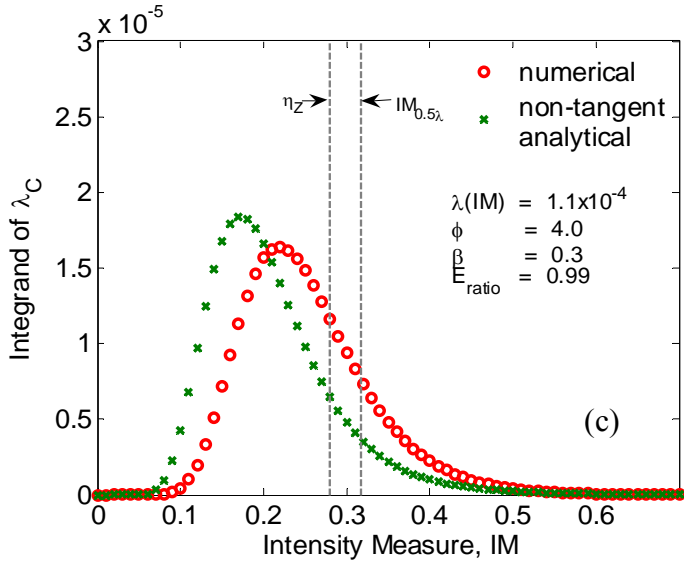 x 10⁻⁵
3
2.5
2
1.5
1
0.5
0
Integrand of λ_C
0 0.1 0.2 0.3 0.4 0.5 0.6
Intensity Measure, IM
η_Z
IM_0.5λ
numerical
non-tangent
analytical
λ(IM) = 1.1x10⁻⁴
ϕ = 4.0
β = 0.3
E_ratio = 0.99
(c)